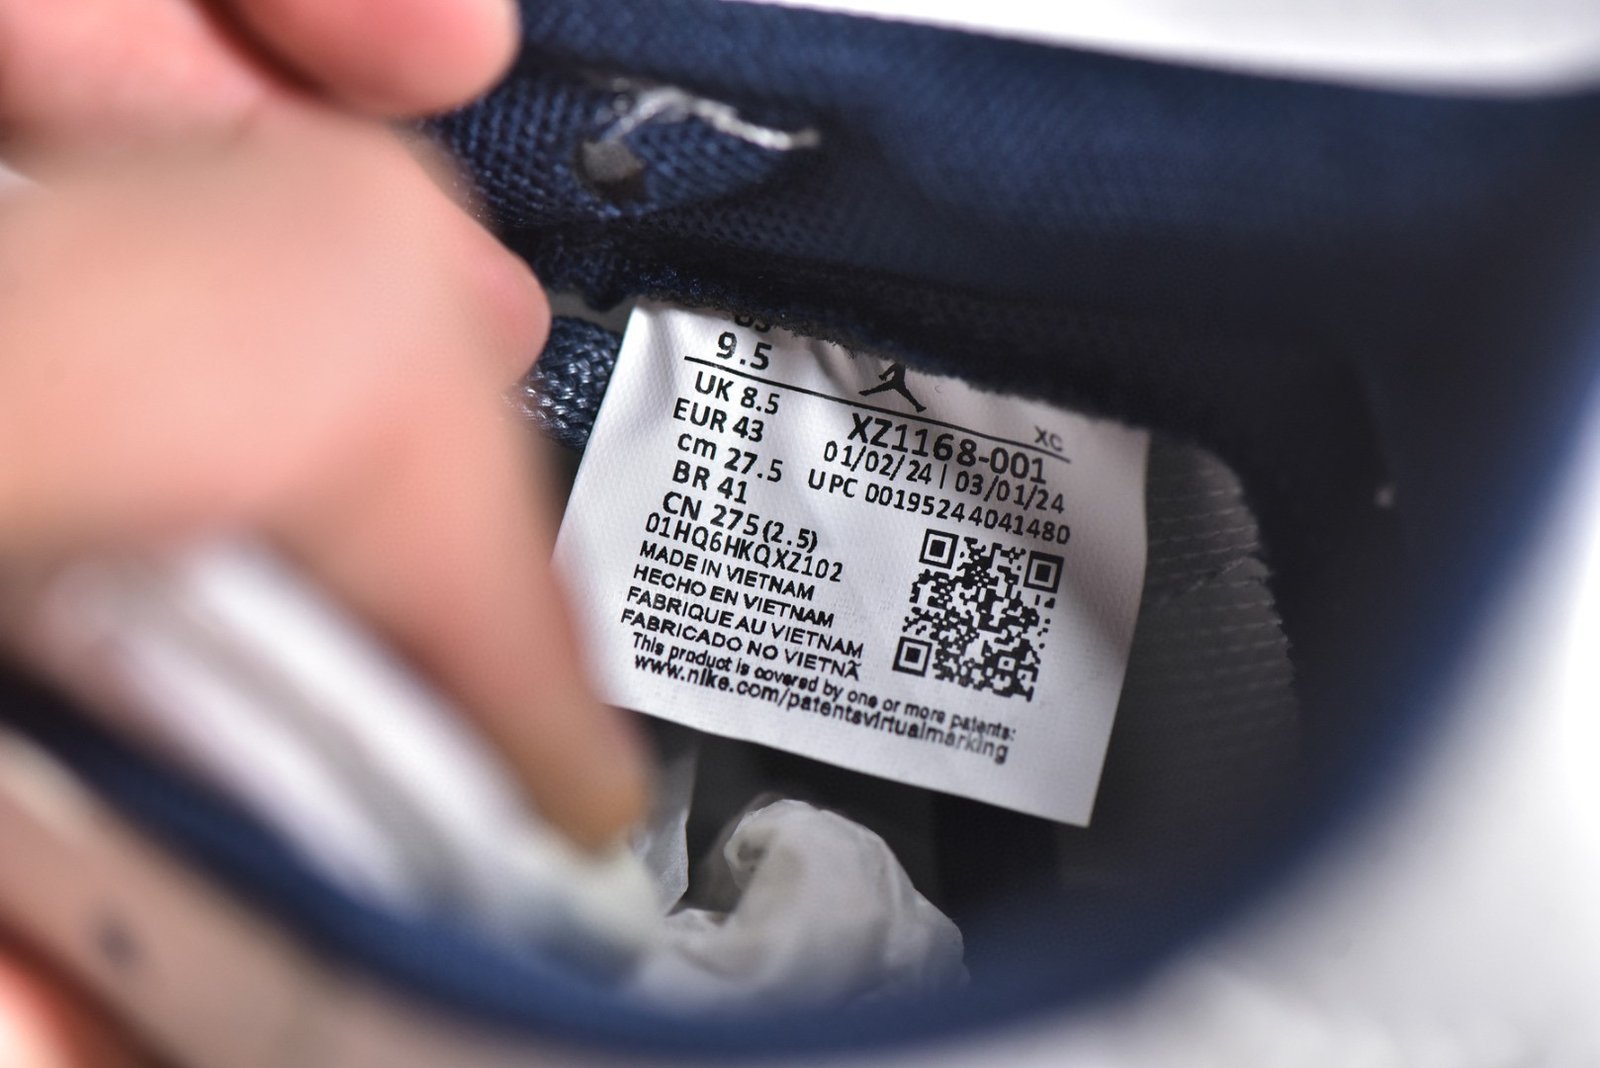 9.5
UK 8.5
EUR 43
cm 27.5
BR 41
CN 275(2.5)
XC
XZ1168-001
01/02/24 | 03/01/24
UPC 00195244041480
01HQ6HKQXZ102
MADE IN VIETNAM
HECHO EN VIETNAM
FABRIQUE AU VIETNAM
FABRICADO NO VIETNÃ
This product is covered by one or more patents:
www.nike.com/patentsvirtualmarking